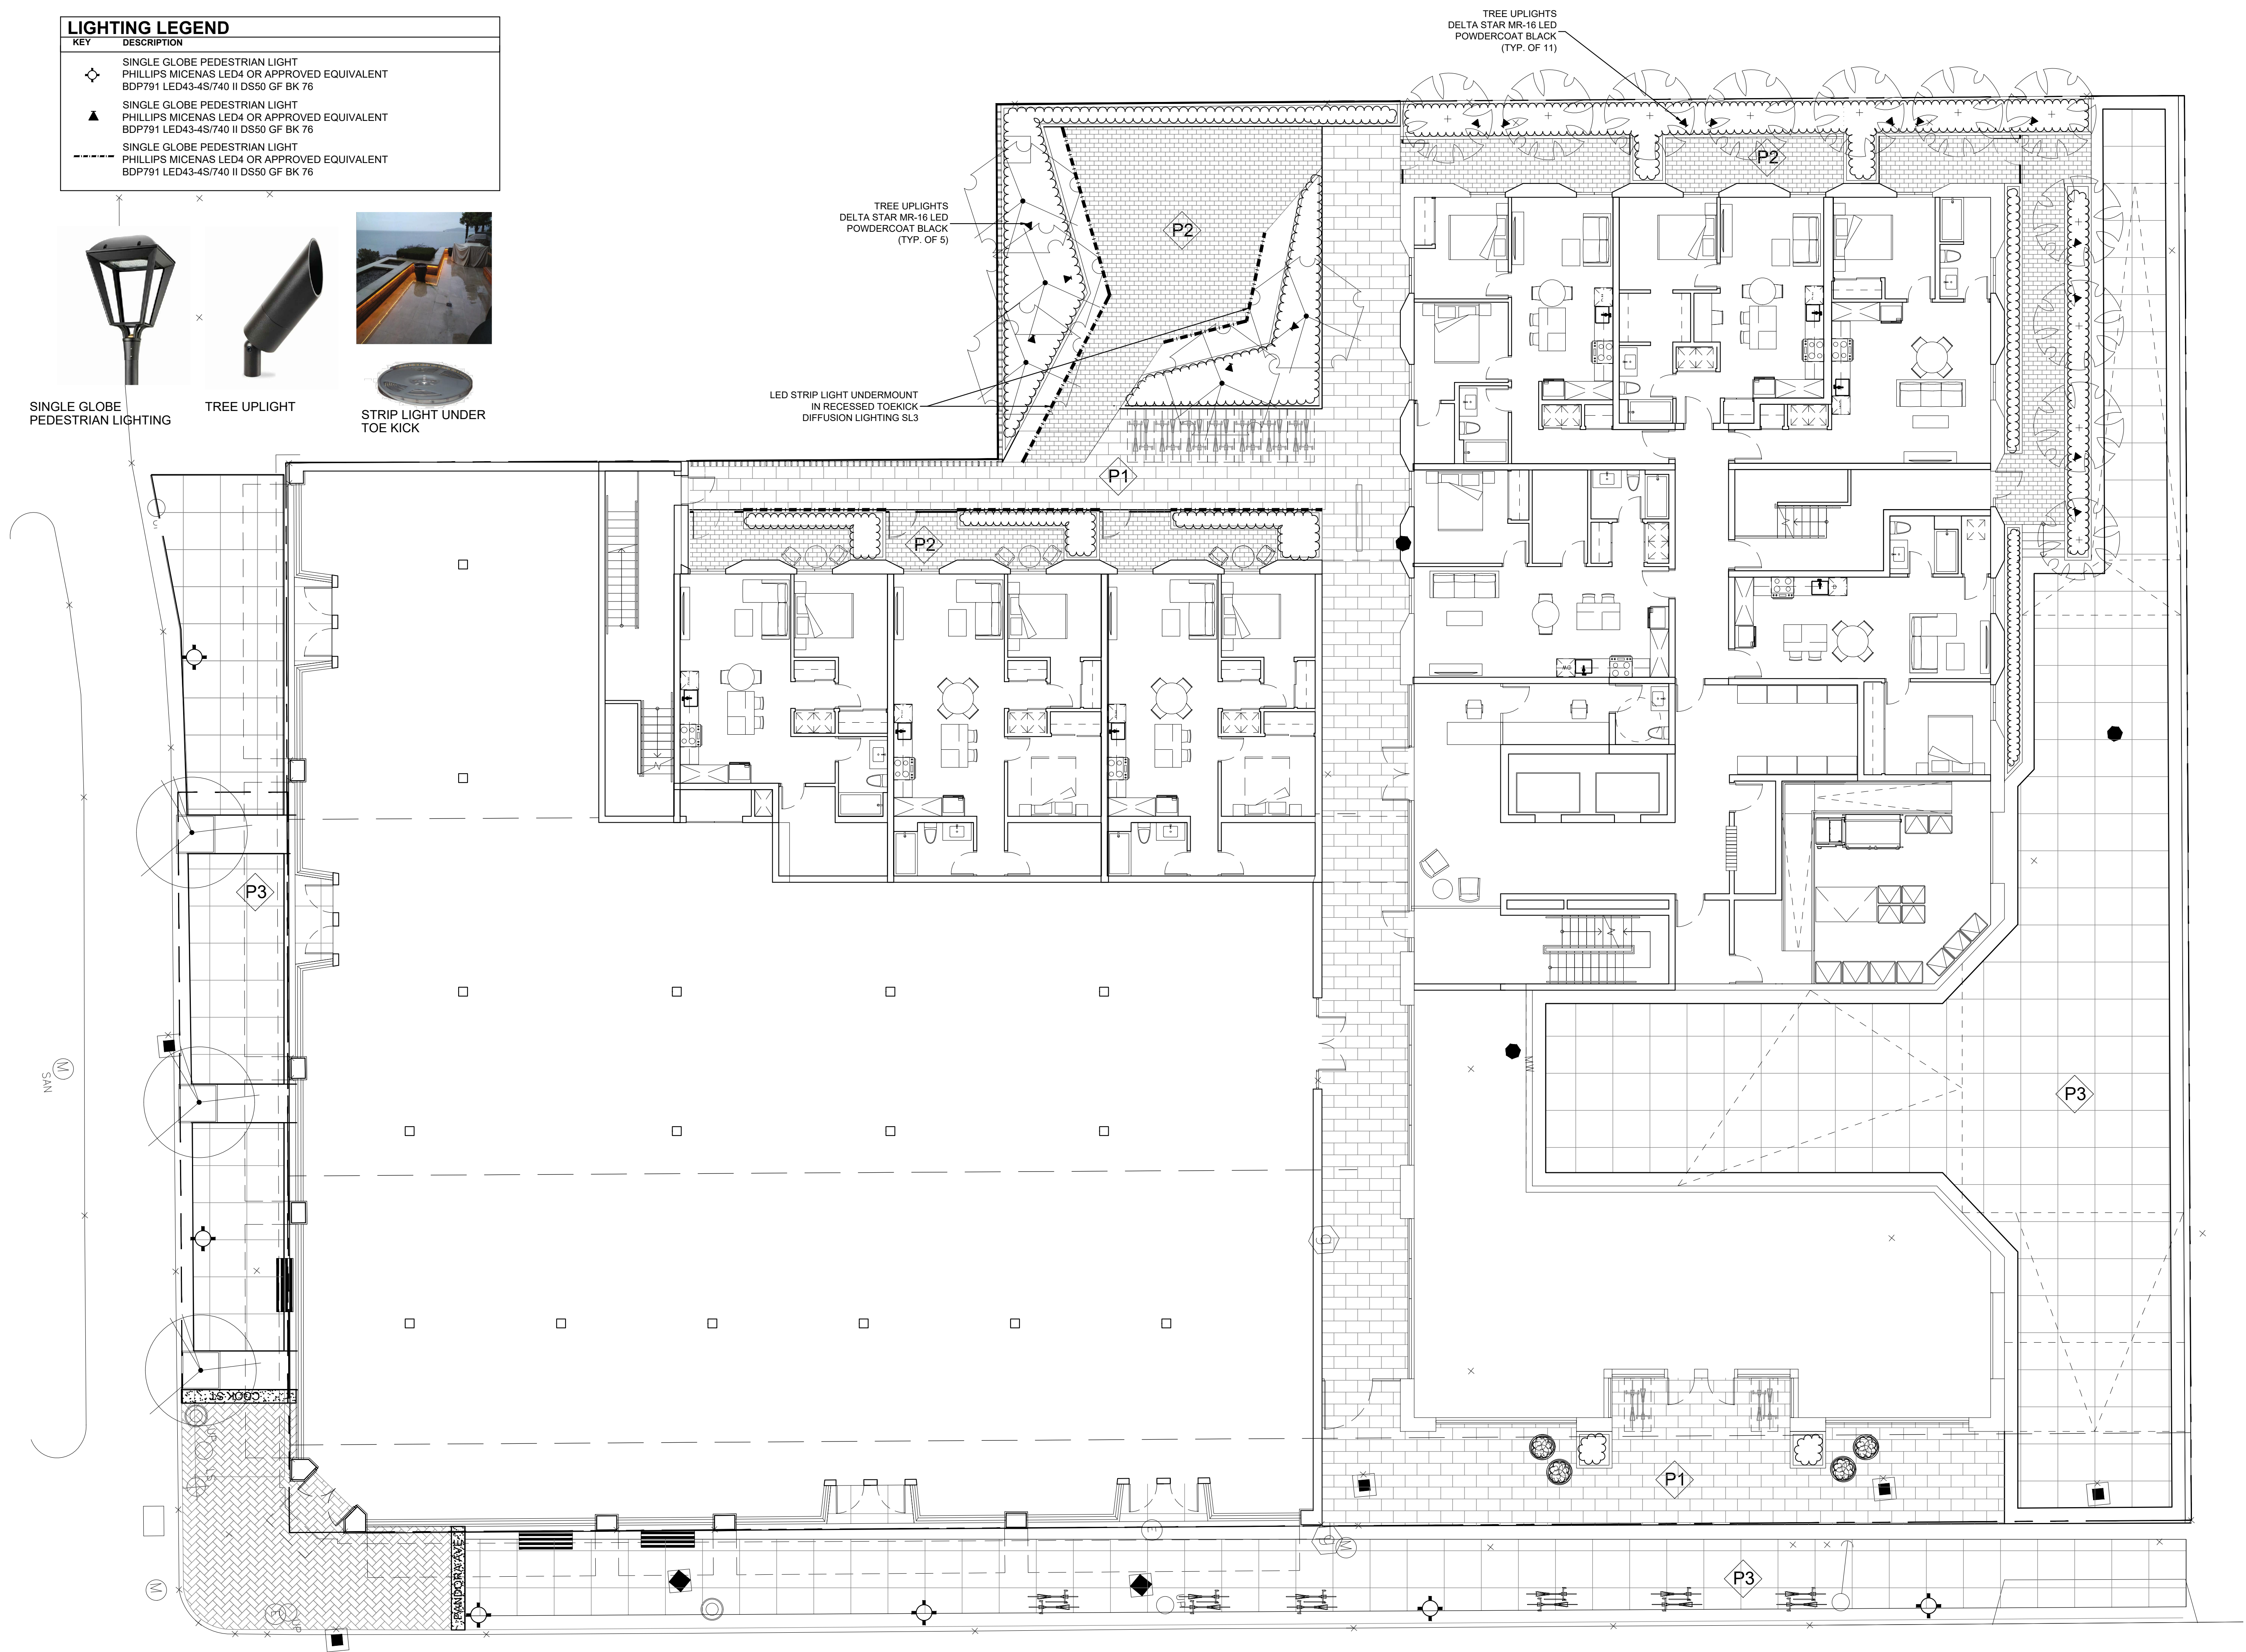 LIGHTING LEGEND
KEY DESCRIPTION
SINGLE GLOBE PEDESTRIAN LIGHT
PHILLIPS MICENAS LED4 OR APPROVED EQUIVALENT
BDP791 LED43-4S/740 II DS50 GF BK 76
SINGLE GLOBE PEDESTRIAN LIGHT
PHILLIPS MICENAS LED4 OR APPROVED EQUIVALENT
BDP791 LED43-4S/740 II DS50 GF BK 76
SINGLE GLOBE PEDESTRIAN LIGHT
PHILLIPS MICENAS LED4 OR APPROVED EQUIVALENT
BDP791 LED43-4S/740 II DS50 GF BK 76
SINGLE GLOBE
PEDESTRIAN LIGHTING
TREE UPLIGHT
STRIP LIGHT UNDER
TOE KICK
TREE UPLIGHTS
DELTA STAR MR-16 LED
POWDERCOAT BLACK
(TYP. OF 11)
TREE UPLIGHTS
DELTA STAR MR-16 LED
POWDERCOAT BLACK
(TYP. OF 5)
LED STRIP LIGHT UNDERMOUNT
IN RECESSED TOEKICK
DIFFUSION LIGHTING SL3
P2
P2
P1
P2
P3
M
SAN
MW
P3
g
COOK ST
P1
PANDORA AVE
E
g
M
P3
M
E